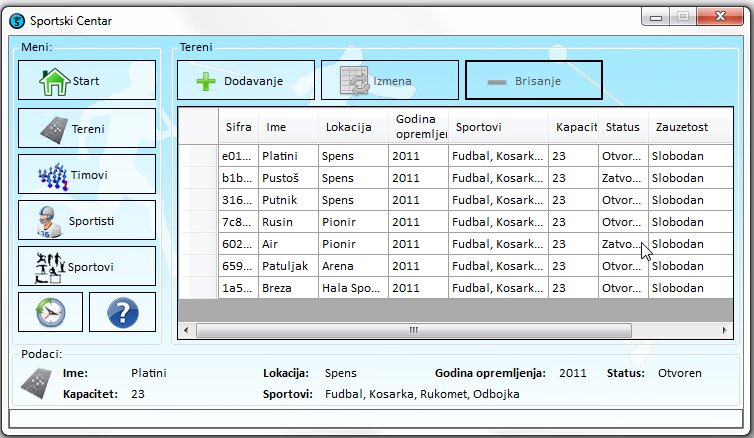 Sportski Centar
Meni:
Start
Tereni
Timovi
Sportisti
Sportovi
Tereni
Dodavanje Izmena Brisanje
Sifra Ime Lokacija Godina opremljer Sportovi Kapacit Status Zauzetost
e01... Platini Spens 2011 Fudbal, Kosark... 23 Otvor... Slobodan
b1b... Pustoš Spens 2011 Fudbal, Kosark... 23 Zatvo... Slobodan
316... Putnik Spens 2011 Fudbal, Kosark... 23 Otvor... Slobodan
7c8... Rusin Pionir 2011 Fudbal, Kosark... 23 Otvor... Slobodan
602... Air Pionir 2011 Fudbal, Kosark... 23 Zatvo... Slobodan
659... Patuljak Arena 2011 Fudbal, Kosark... 23 Otvor... Slobodan
1a5... Breza Hala Spo... 2011 Fudbal, Kosark... 23 Otvor... Slobodan
Podaci:
Ime: Platini Lokacija: Spens Godina opremljenja: 2011 Status: Otvoren
Kapacitet: 23 Sportovi: Fudbal, Kosarka, Rukomet, Odbojka